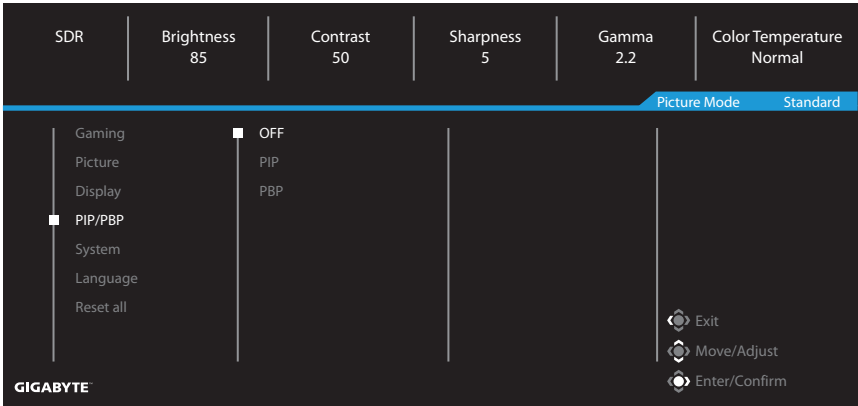 SDR Brightness Contrast Sharpness Gamma Color Temperature
85 50 5 2.2 Normal
Picture Mode Standard
Gaming OFF
Picture PIP
Display PBP
PIP/PBP
System
Language
Reset all
Exit
Move/Adjust
GIGABYTE™ Enter/Confirm